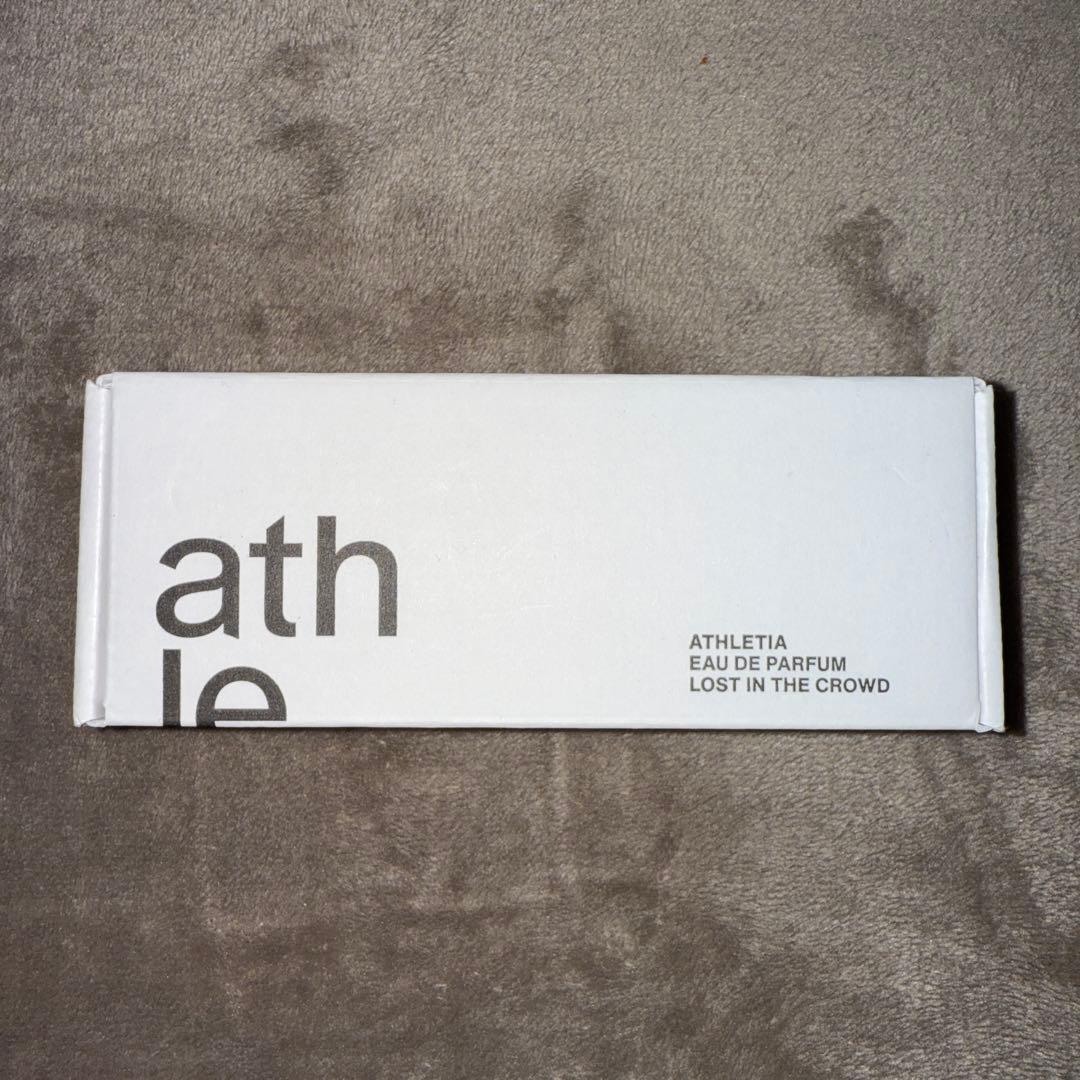 ath
le
ATHLETIA
EAU DE PARFUM
LOST IN THE CROWD